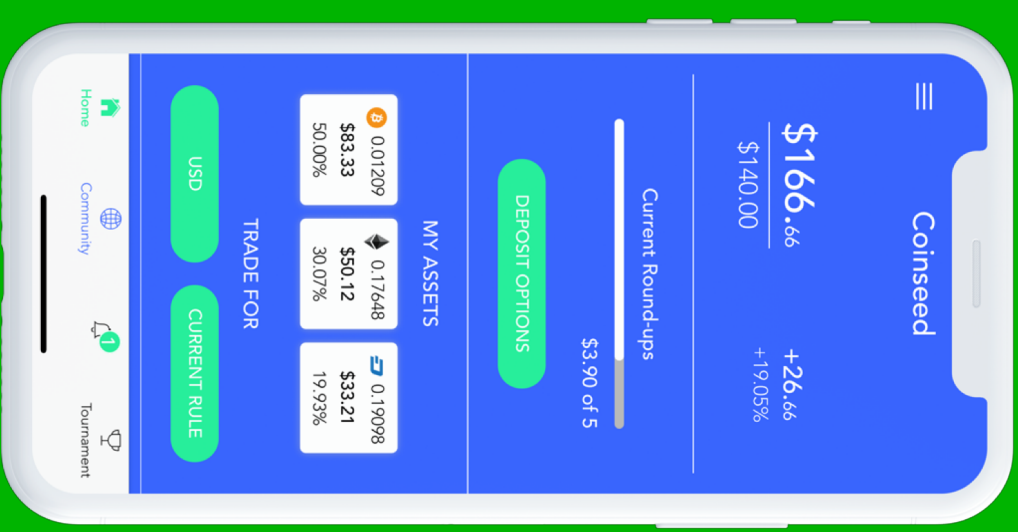 Coinseed
$166.66 +26.66
$140.00 +19.05%
Current Round-ups
$3.90 of 5
DEPOSIT OPTIONS
MY ASSETS
0.01209 0.17648 0.19098
$83.33 $50.12 $33.21
50.00% 30.07% 19.93%
TRADE FOR
USD CURRENT RULE
1
Home Community Tournament